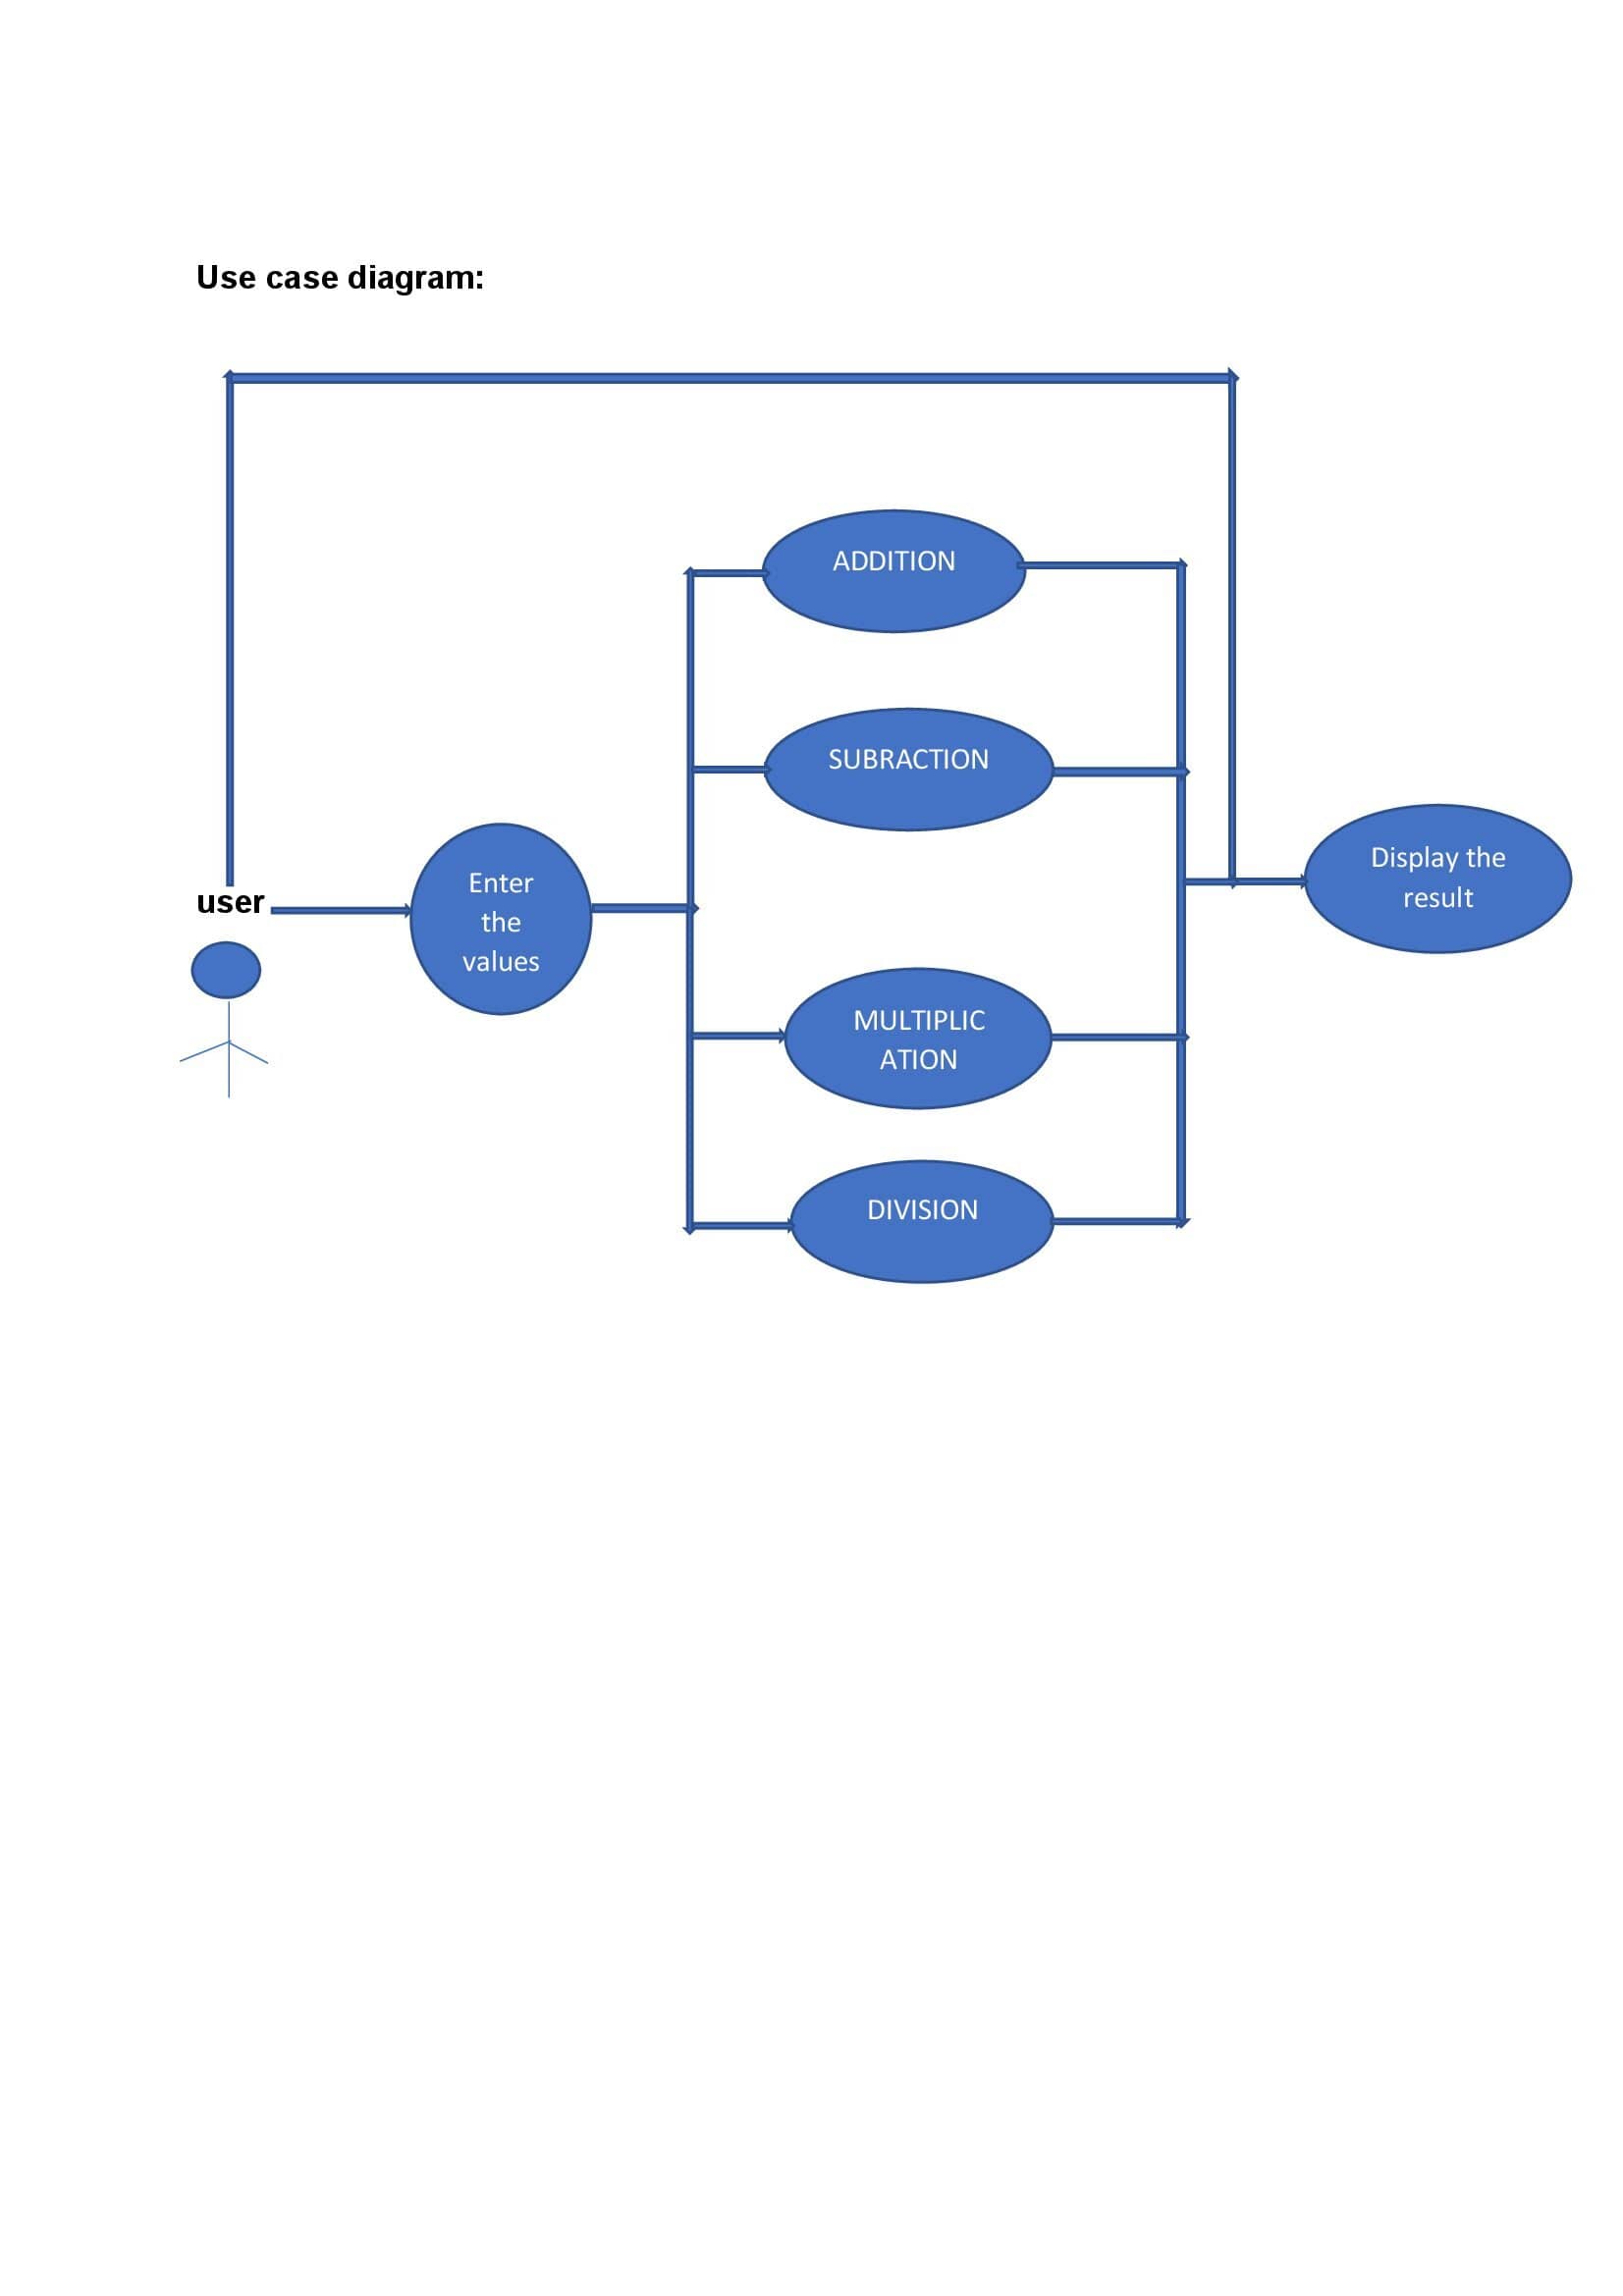 Use case diagram:
ADDITION
SUBRACTION
user
Enter
the
values
Display the
result
MULTIPLIC
ATION
DIVISION